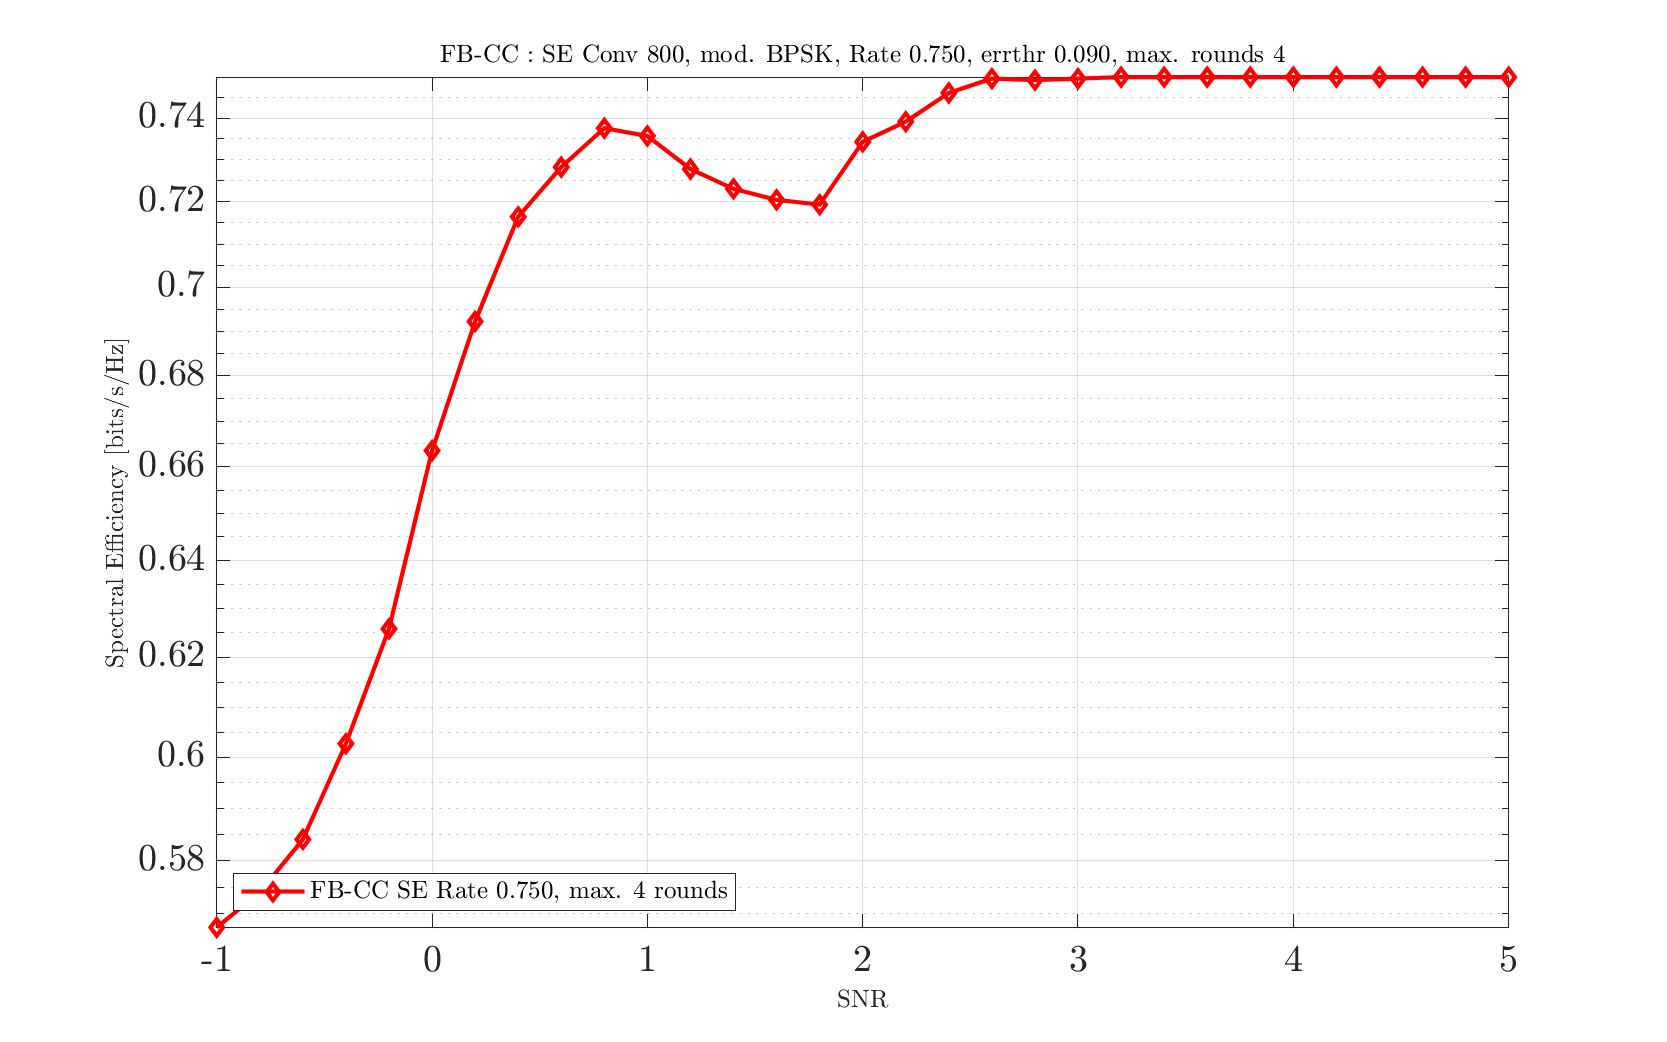 FB-CC : SE Conv 800, mod. BPSK, Rate 0.750, errthr 0.090, max. rounds 4
Spectral Efficiency [bits/s/Hz]
0.74
0.72
0.7
0.68
0.66
0.64
0.62
0.6
0.58
FB-CC SE Rate 0.750, max. 4 rounds
-1 0 1 2 3 4 5
SNR